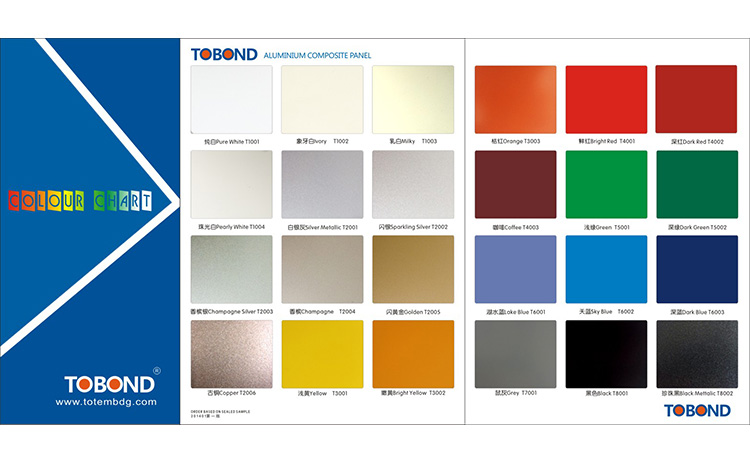 COLOUR CHART
TOBOND®
www.totembdg.com
TOBOND ALUMINIUM COMPOSITE PANEL
纯白Pure White T1001
象牙白Ivory T1002
乳白Milky T1003
珠光白Pearly White T1004
白银灰Silver Metallic T2001
闪银Sparkling Silver T2002
香槟银Champagne Silver T2003
香槟Champagne T2004
闪黄金Golden T2005
古铜Copper T2006
浅黄Yellow T3001
嫩黄Bright Yellow T3002
ORDER BASED ON SEALED SAMPLE
桔红Orange T3003
鲜红Bright Red T4001
深红Dark Red T4002
咖啡Coffee T4003
浅绿Green T5001
深绿Dark Green T5002
湖水蓝Lake Blue T6001
天蓝Sky Blue T6002
深蓝Dark Blue T6003
鼠灰Grey T7001
黑色Black T8001
珍珠黑Black Mettalic T8002
TOBOND